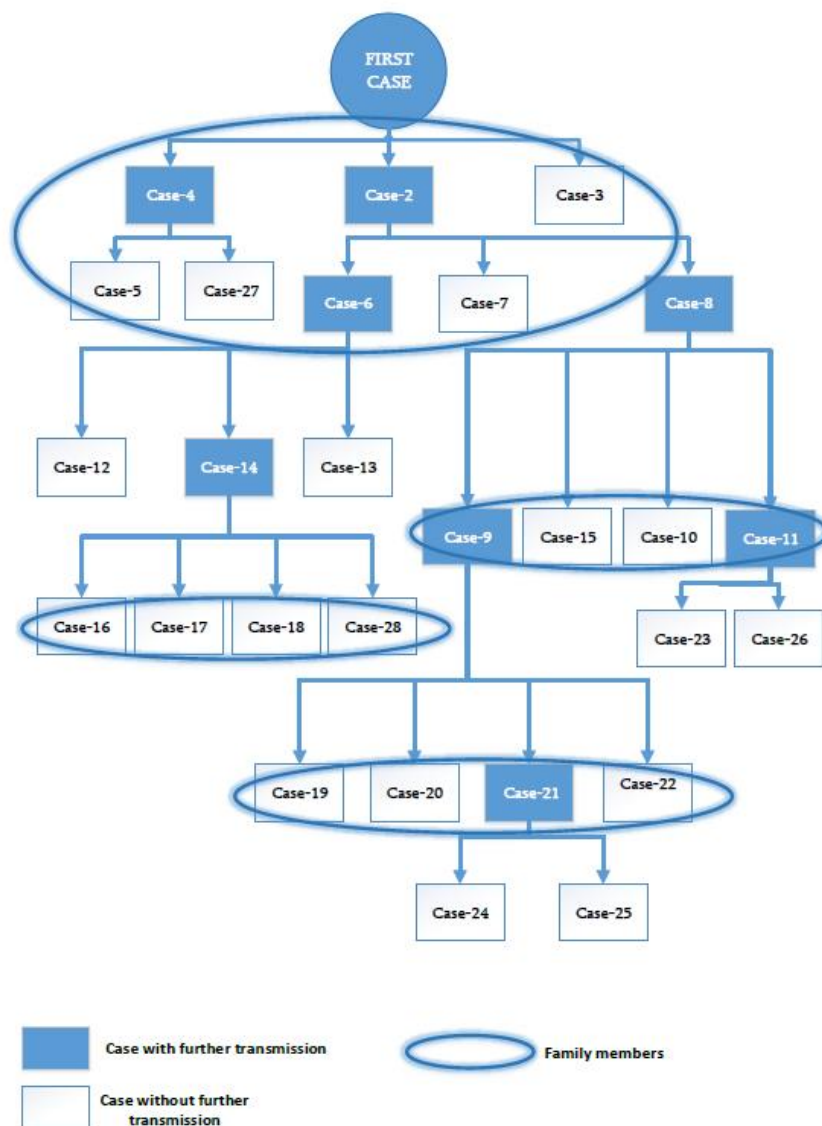 FIRST
CASE
Case-4
Case-2
Case-3
Case-5
Case-27
Case-6
Case-7
Case-8
Case-12
Case-14
Case-13
Case-9
Case-15
Case-10
Case-11
Case-16
Case-17
Case-18
Case-28
Case-23
Case-26
Case-19
Case-20
Case-21
Case-22
Case-24
Case-25
Case with further transmission
Family members
Case without further
transmission